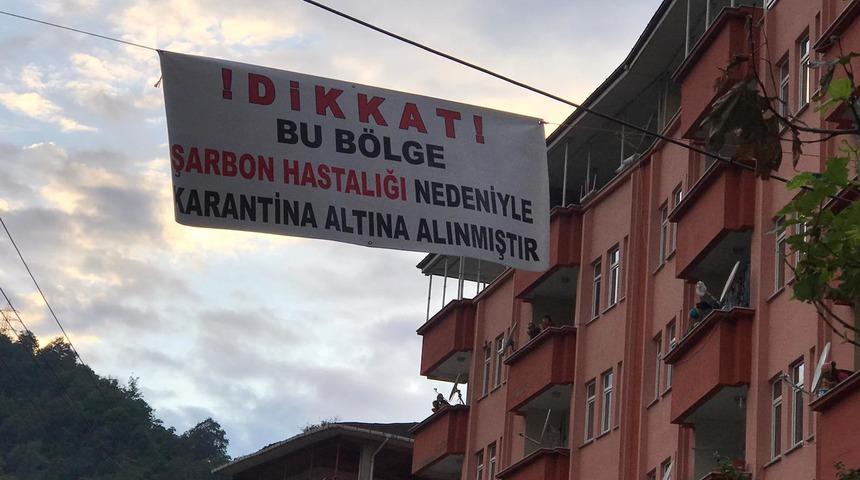 ! DİKKAT !
BU BÖLGE
ŞARBON HASTALIĞI NEDENİYLE
KARANTİNA ALTINA ALINMIŞTIR